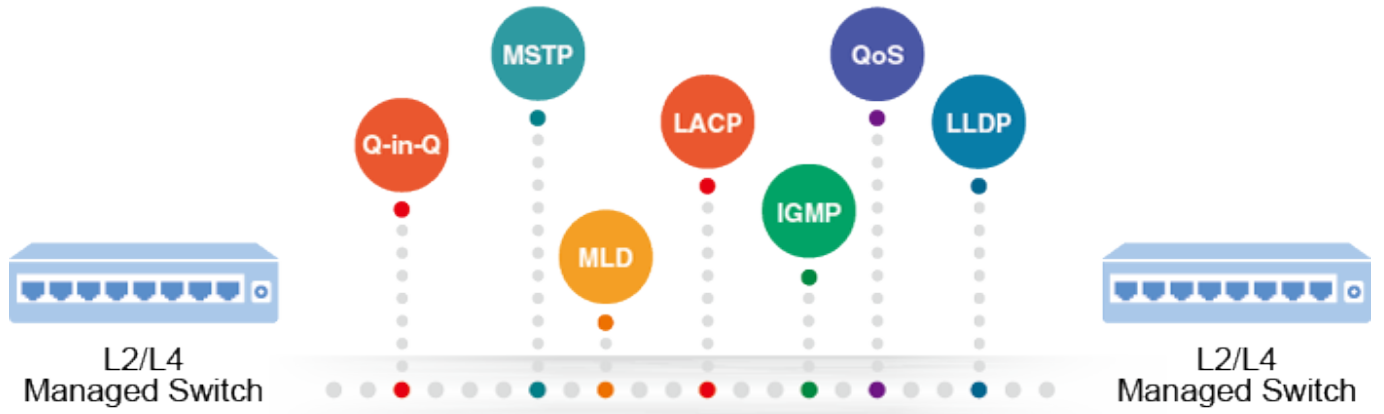 MSTP
QoS
Q-in-Q
LACP
LLDP
MLD
IGMP
L2/L4
Managed Switch
L2/L4
Managed Switch